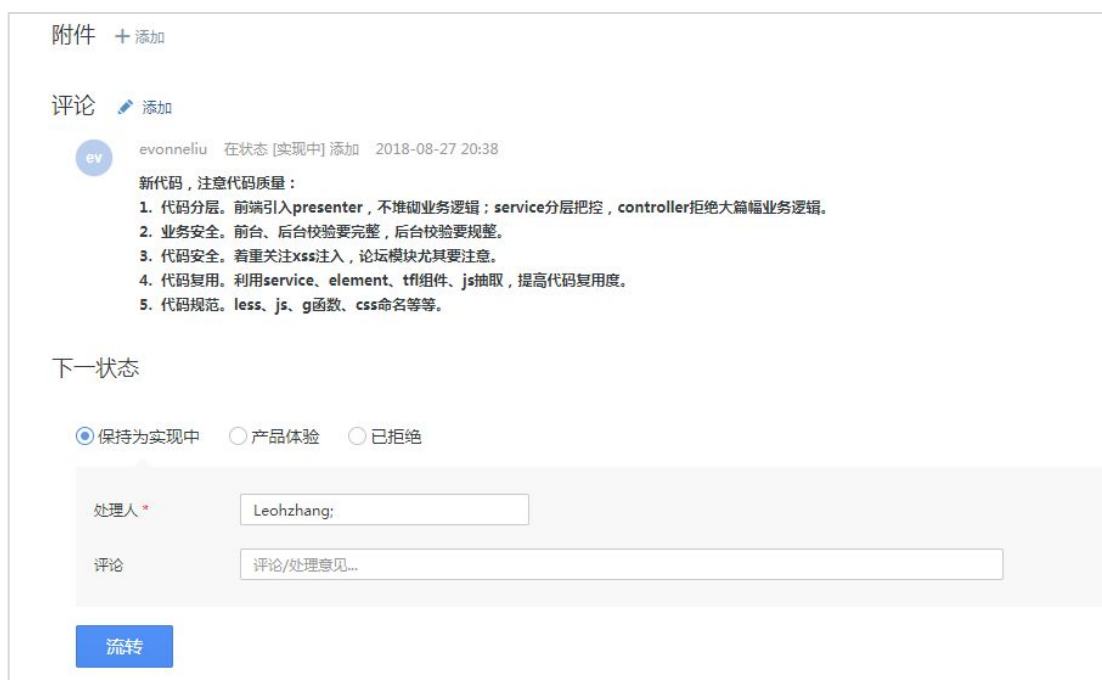 附件 + 添加
评论 添加
ev
evonneliu 在状态 [实现中] 添加 2018-08-27 20:38
新代码，注意代码质量：
1. 代码分层。前端引入presenter，不堆砌业务逻辑；service分层把控，controller拒绝大篇幅业务逻辑。
2. 业务安全。前台、后台校验要完整，后台校验要规整。
3. 代码安全。着重关注xss注入，论坛模块尤其要注意。
4. 代码复用。利用service、element、tfl组件、js抽取，提高代码复用度。
5. 代码规范。less、js、g函数、css命名等等。
下一状态
保持为实现中 产品体验 已拒绝
处理人 * Leohzhang;
评论 评论/处理意见...
流转